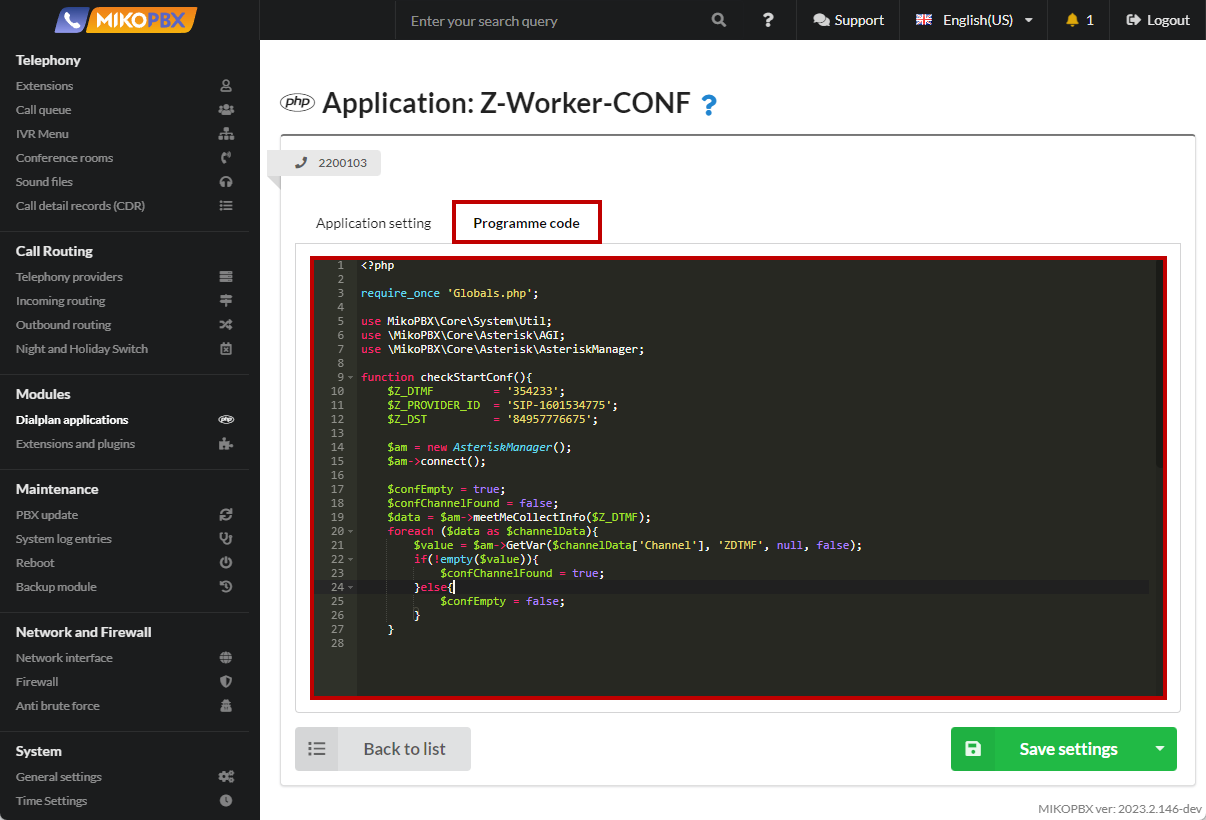 MIKOPBX
Enter your search query
?
Support
English(US)
1
Logout
Telephony
Extensions
Call queue
IVR Menu
Conference rooms
Sound files
Call detail records (CDR)
Call Routing
Telephony providers
Incoming routing
Outbound routing
Night and Holiday Switch
Modules
Dialplan applications
php
Extensions and plugins
Maintenance
PBX update
System log entries
Reboot
Backup module
Network and Firewall
Network interface
Firewall
Anti brute force
System
General settings
Time Settings
php Application: Z-Worker-CONF ?
2200103
Application setting
Programme code
1 <?php
2
3 require_once 'Globals.php';
4
5 use MikoPBX\Core\System\Util;
6 use \MikoPBX\Core\Asterisk\AGI;
7 use \MikoPBX\Core\Asterisk\AsteriskManager;
8
9 function checkStartConf(){
10 $Z_DTMF = '354233';
11 $Z_PROVIDER_ID = 'SIP-1601534775';
12 $Z_DST = '84957776675';
13
14 $am = new AsteriskManager();
15 $am->connect();
16
17 $confEmpty = true;
18 $confChannelFound = false;
19 $data = $am->meetMeCollectInfo($Z_DTMF);
20 foreach ($data as $channelData){
21 $value = $am->GetVar($channelData['Channel'], 'ZDTMF', null, false);
22 if(!empty($value)){
23 $confChannelFound = true;
24 }else{
25 $confEmpty = false;
26 }
27 }
28
Back to list
Save settings
MIKOPBX ver: 2023.2.146-dev